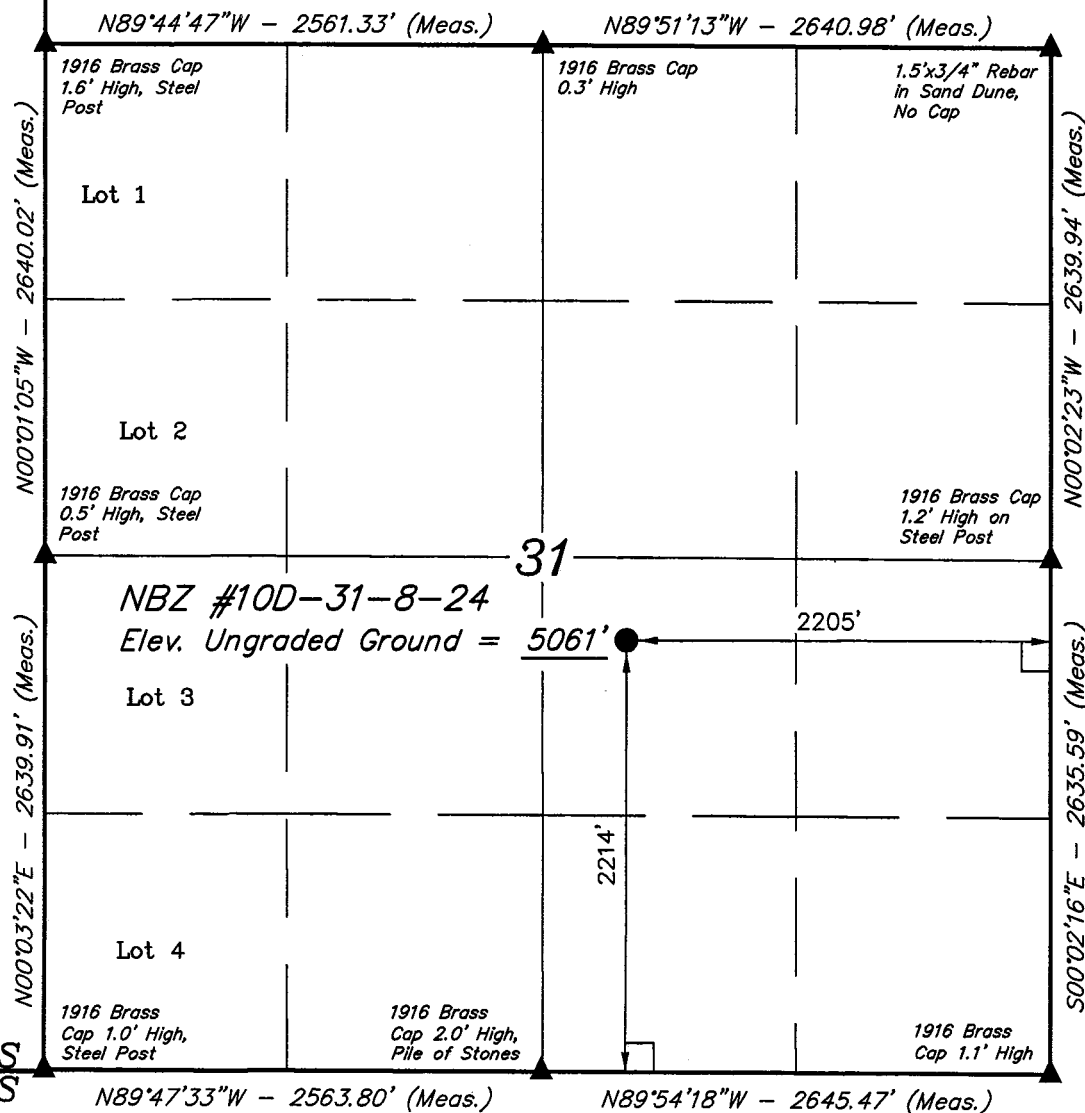 N89°44'47"W - 2561.33' (Meas.)
N89°51'13"W - 2640.98' (Meas.)
1916 Brass Cap
1.6' High, Steel
Post
1916 Brass Cap
0.3' High
1.5'x3/4" Rebar
in Sand Dune,
No Cap
N00°01'05"W - 2640.02' (Meas.)
N00°02'23"W - 2639.94' (Meas.)
Lot 1
Lot 2
1916 Brass Cap
0.5' High, Steel
Post
1916 Brass Cap
1.2' High on
Steel Post
31
NBZ #10D-31-8-24
Elev. Ungraded Ground = 5061'
2205'
Lot 3
N00°03'22"E - 2639.91' (Meas.)
S00°02'16"E - 2635.59' (Meas.)
2214'
Lot 4
1916 Brass
Cap 1.0' High,
Steel Post
1916 Brass
Cap 2.0' High,
Pile of Stones
1916 Brass
Cap 1.1' High
S
S
N89°47'33"W - 2563.80' (Meas.)
N89°54'18"W - 2645.47' (Meas.)